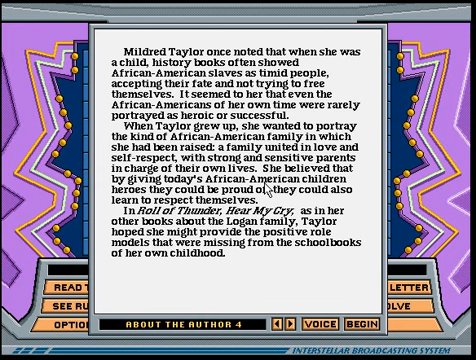 Mildred Taylor once noted that when she was
a child, history books often showed
African-American slaves as timid people,
accepting their fate and not trying to free
themselves. It seemed to her that even the
African-Americans of her own time were rarely
portrayed as heroic or successful.
When Taylor grew up, she wanted to portray
the kind of African-American family in which
she had been raised: a family united in love and
self-respect, with strong and sensitive parents
in charge of their own lives. She believed that
by giving today's African-American children
heroes they could be proud of, they could also
learn to respect themselves.
In Roll of Thunder, Hear My Cry, as in her
other books about the Logan family, Taylor
hoped she might provide the positive role
models that were missing from the schoolbooks
of her own childhood.
READ T
LETTER
SEE RU
OLVE
OPTIO
ABOUT THE AUTHOR 4
VOICE
BEGIN
INTERSTELLAR BROADCASTING SYSTEM